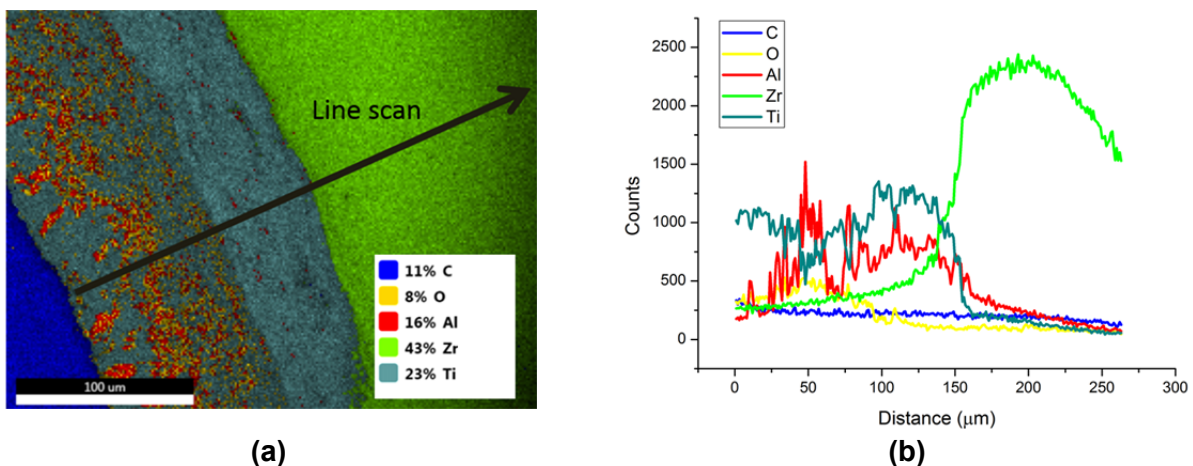 Line scan
11% C
8% O
16% Al
43% Zr
23% Ti
100 um
(a)
C
O
Al
Zr
Ti
2500
2000
1500
1000
500
0
Counts
0 50 100 150 200 250 300
Distance (μm)
(b)